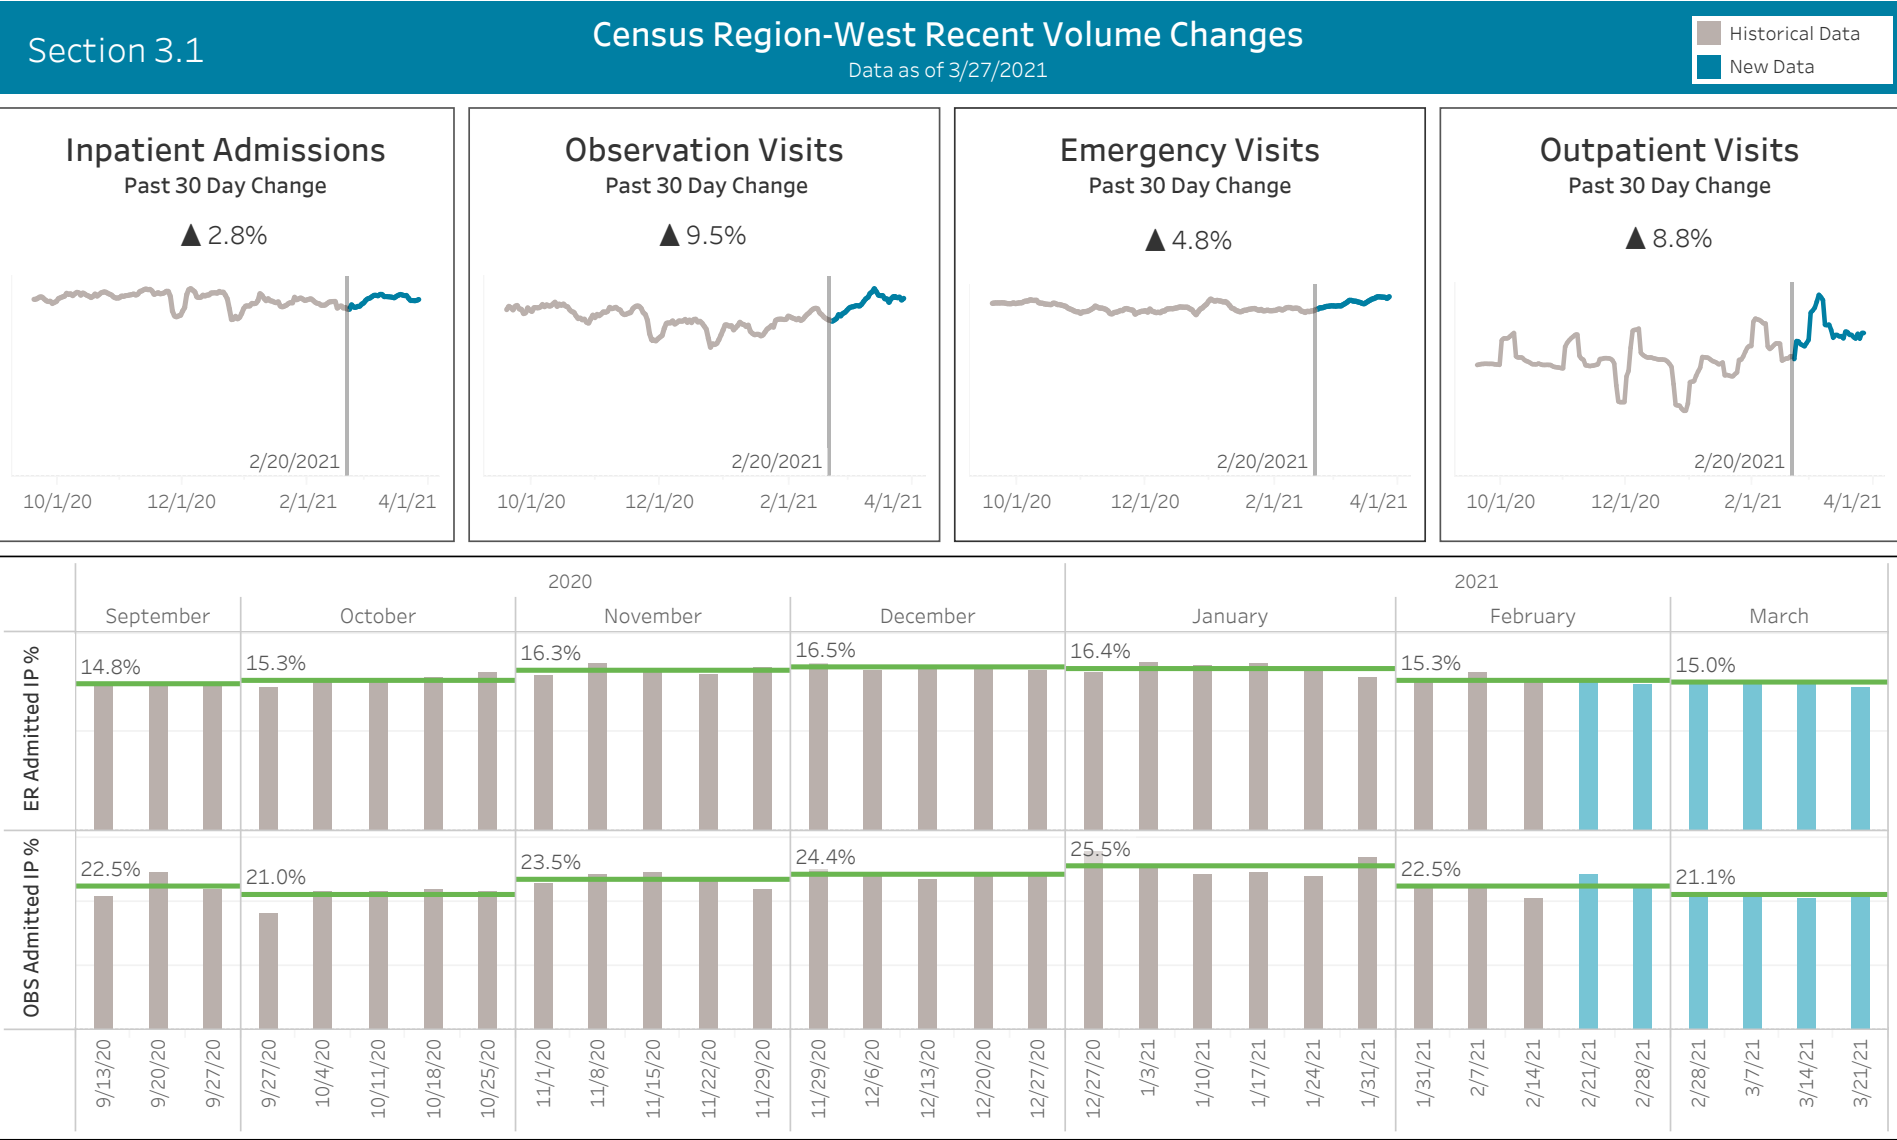 Section 3.1
Census Region-West Recent Volume Changes
Data as of 3/27/2021
Historical Data
New Data
Inpatient Admissions
Past 30 Day Change
▲ 2.8%
2/20/2021
10/1/20 12/1/20 2/1/21 4/1/21
Observation Visits
Past 30 Day Change
▲ 9.5%
2/20/2021
10/1/20 12/1/20 2/1/21 4/1/21
Emergency Visits
Past 30 Day Change
▲ 4.8%
2/20/2021
10/1/20 12/1/20 2/1/21 4/1/21
Outpatient Visits
Past 30 Day Change
▲ 8.8%
2/20/2021
10/1/20 12/1/20 2/1/21 4/1/21
2020 2021
September October November December January February March
ER Admitted IP %
14.8% 15.3% 16.3% 16.5% 16.4% 15.3% 15.0%
OBS Admitted IP %
22.5% 21.0% 23.5% 24.4% 25.5% 22.5% 21.1%
9/13/20 9/20/20 9/27/20 9/27/20 10/4/20 10/11/20 10/18/20 10/25/20 11/1/20 11/8/20 11/15/20 11/22/20 11/29/20 11/29/20 12/6/20 12/13/20 12/20/20 12/27/20 12/27/20 1/3/21 1/10/21 1/17/21 1/24/21 1/31/21 1/31/21 2/7/21 2/14/21 2/21/21 2/28/21 2/28/21 3/7/21 3/14/21 3/21/21